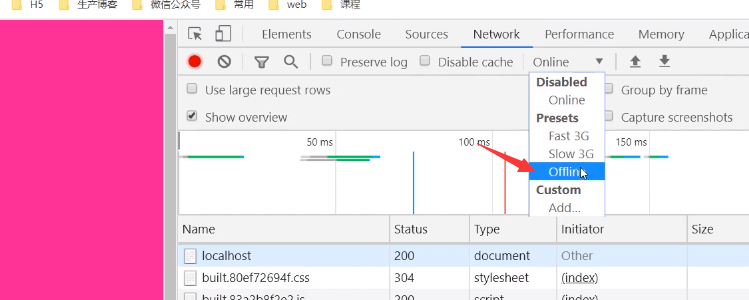 H5 生产博客 微信公众号 常用 web 课程
Elements Console Sources Network Performance Memory
Preserve log Disable cache Online
Disabled
Use large request rows Online Group by frame
Presets
Show overview Fast 3G Capture screenshots
50 ms 100 ms Slow 3G 150 ms
Offline
Custom
Add...
Name Status Type Initiator Size
localhost 200 document Other
built.80ef72694f.css 304 stylesheet (index)
built.83a2b8f2e2.js 200 script (index)